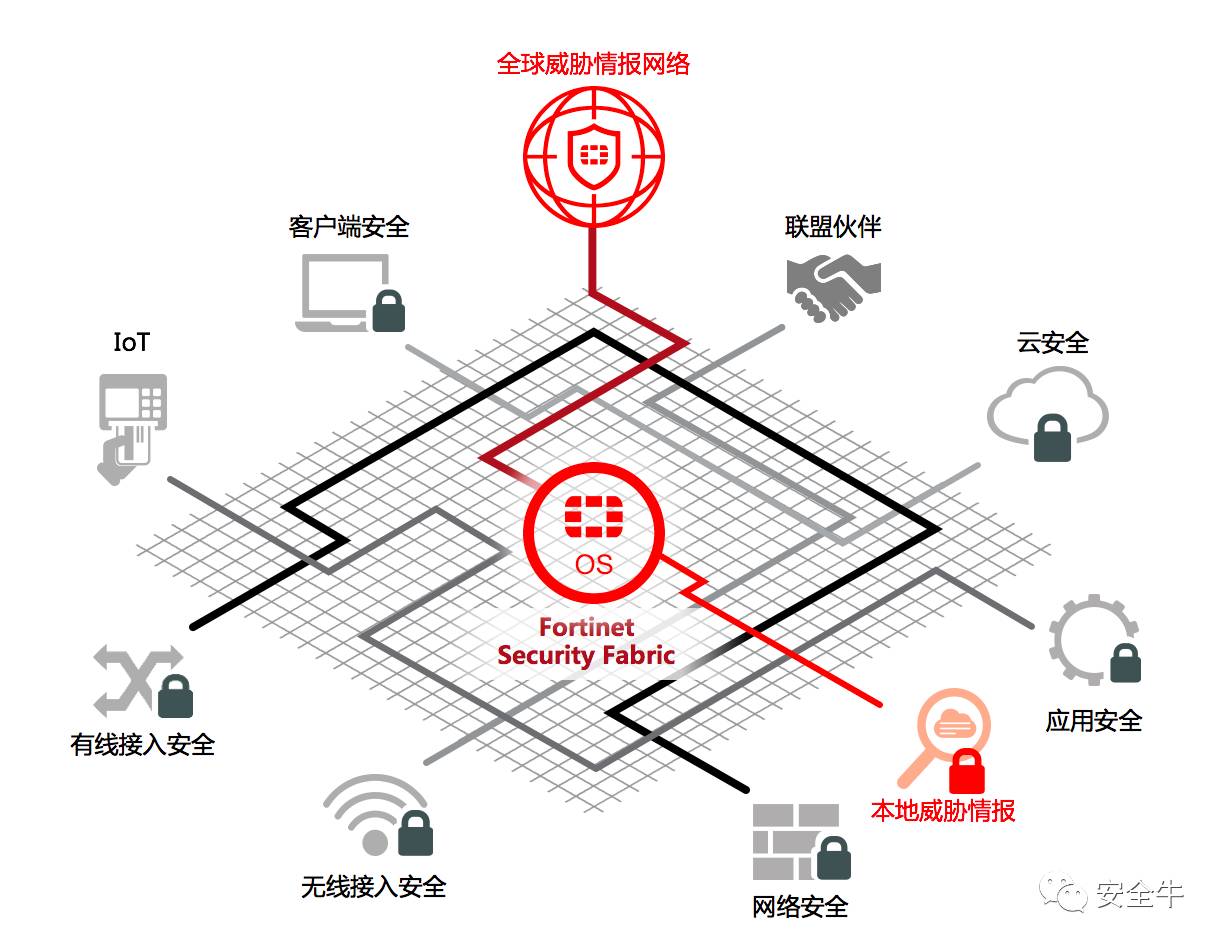 全球威胁情报网络
客户端安全
联盟伙伴
IoT
云安全
OS
Fortinet
Security Fabric
有线接入安全
应用安全
本地威胁情报
无线接入安全
网络安全
安全牛